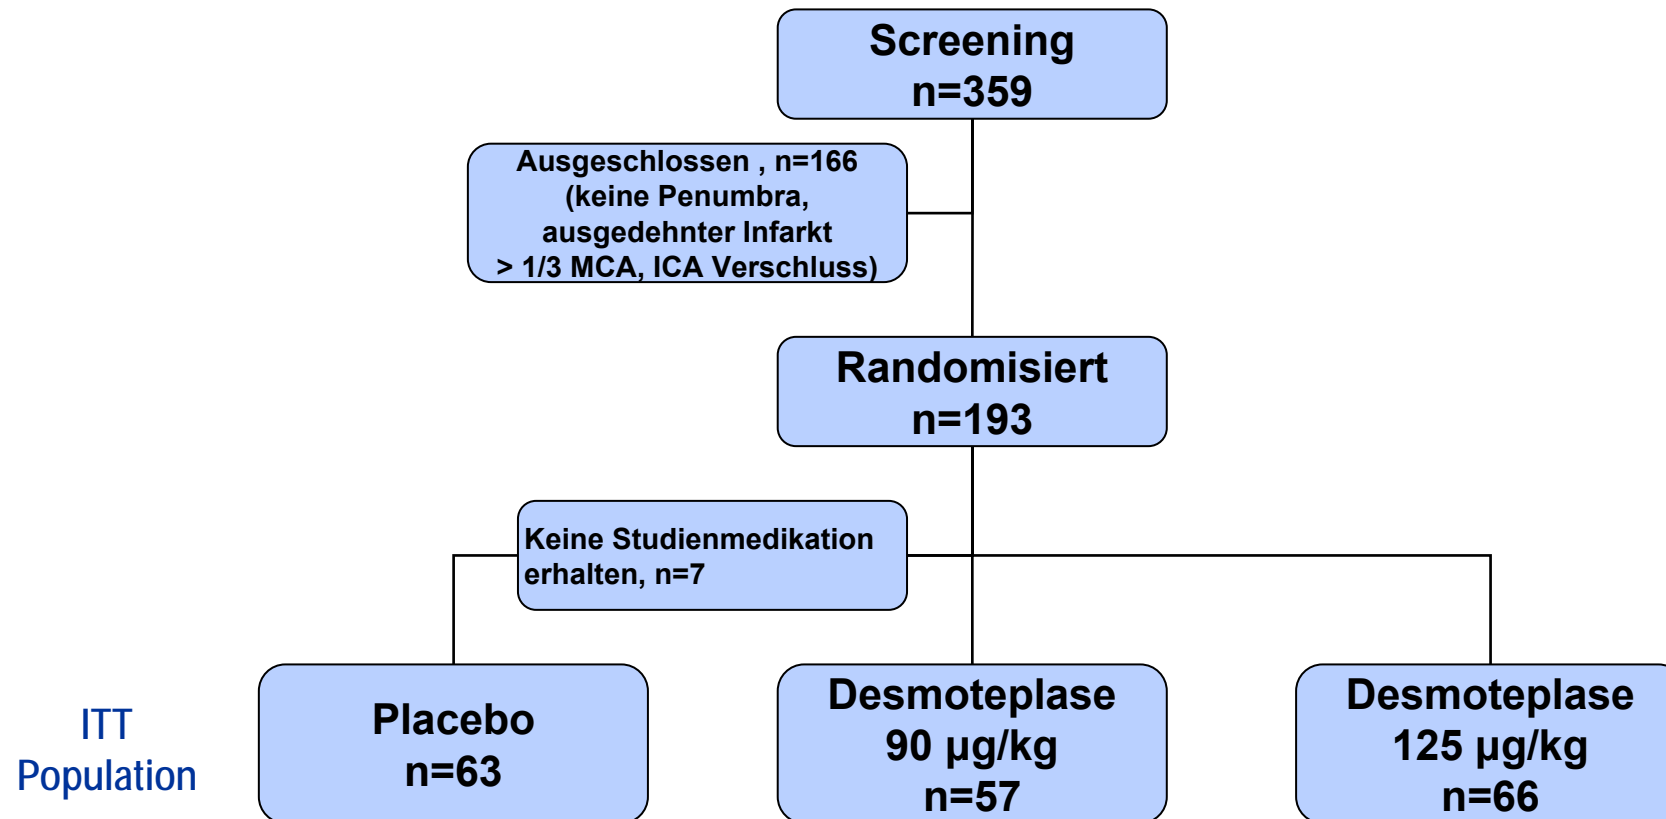 Screening
n=359
Ausgeschlossen , n=166
(keine Penumbra,
ausgedehnter Infarkt
> 1/3 MCA, ICA Verschluss)
Randomisiert
n=193
Keine Studienmedikation
erhalten, n=7
ITT
Population
Placebo
n=63
Desmoteplase
90 µg/kg
n=57
Desmoteplase
125 µg/kg
n=66